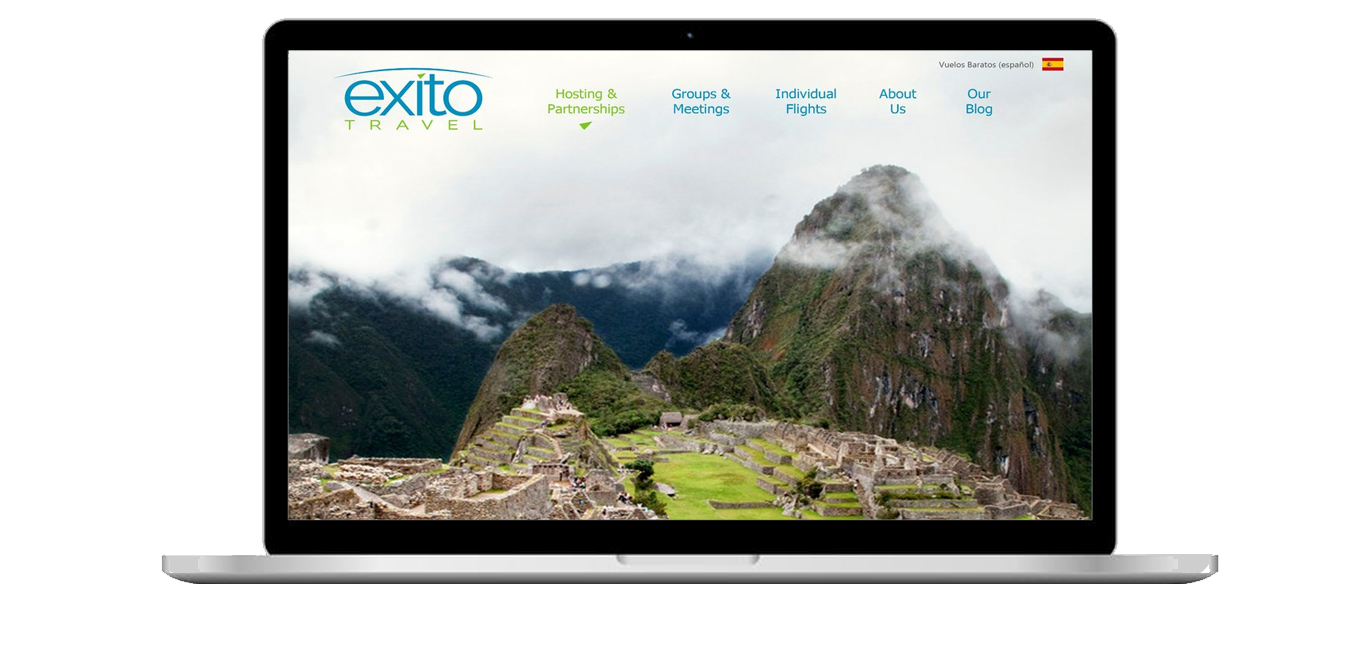 Vuelos Baratos (español)
exito
TRAVEL
Hosting &
Partnerships
Groups &
Meetings
Individual
Flights
About
Us
Our
Blog